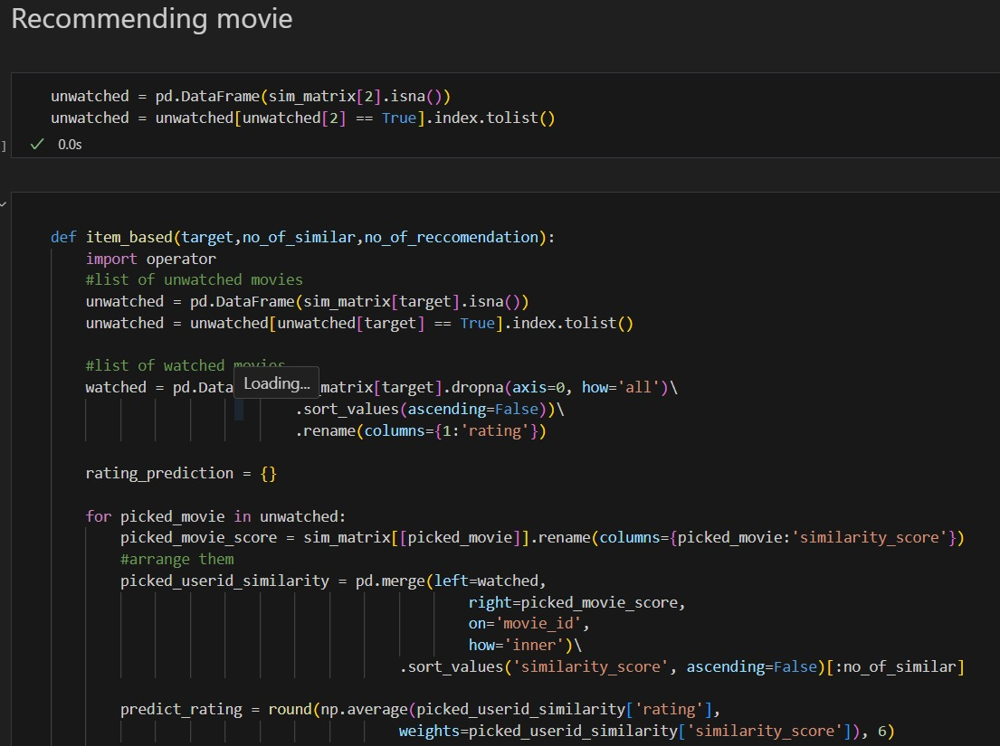 Recommending movie
unwatched = pd.DataFrame(sim_matrix[2].isna())
unwatched = unwatched[unwatched[2] == True].index.tolist()
]
0.0s
def item_based(target,no_of_similar,no_of_reccomendation):
import operator
#list of unwatched movies
unwatched = pd.DataFrame(sim_matrix[target].isna())
unwatched = unwatched[unwatched[target] == True].index.tolist()
#list of watched movies
Loading...
watched = pd.Data _matrix[target].dropna(axis=0, how='all')\
.sort_values(ascending=False))\
.rename(columns={1:'rating'})
rating_prediction = {}
for picked_movie in unwatched:
picked_movie_score = sim_matrix[[picked_movie]].rename(columns={picked_movie:'similarity_score'})
#arrange them
picked_userid_similarity = pd.merge(left=watched,
right=picked_movie_score,
on='movie_id',
how='inner')\
.sort_values('similarity_score', ascending=False)[:no_of_similar]
predict_rating = round(np.average(picked_userid_similarity['rating'],
weights=picked_userid_similarity['similarity_score']), 6)